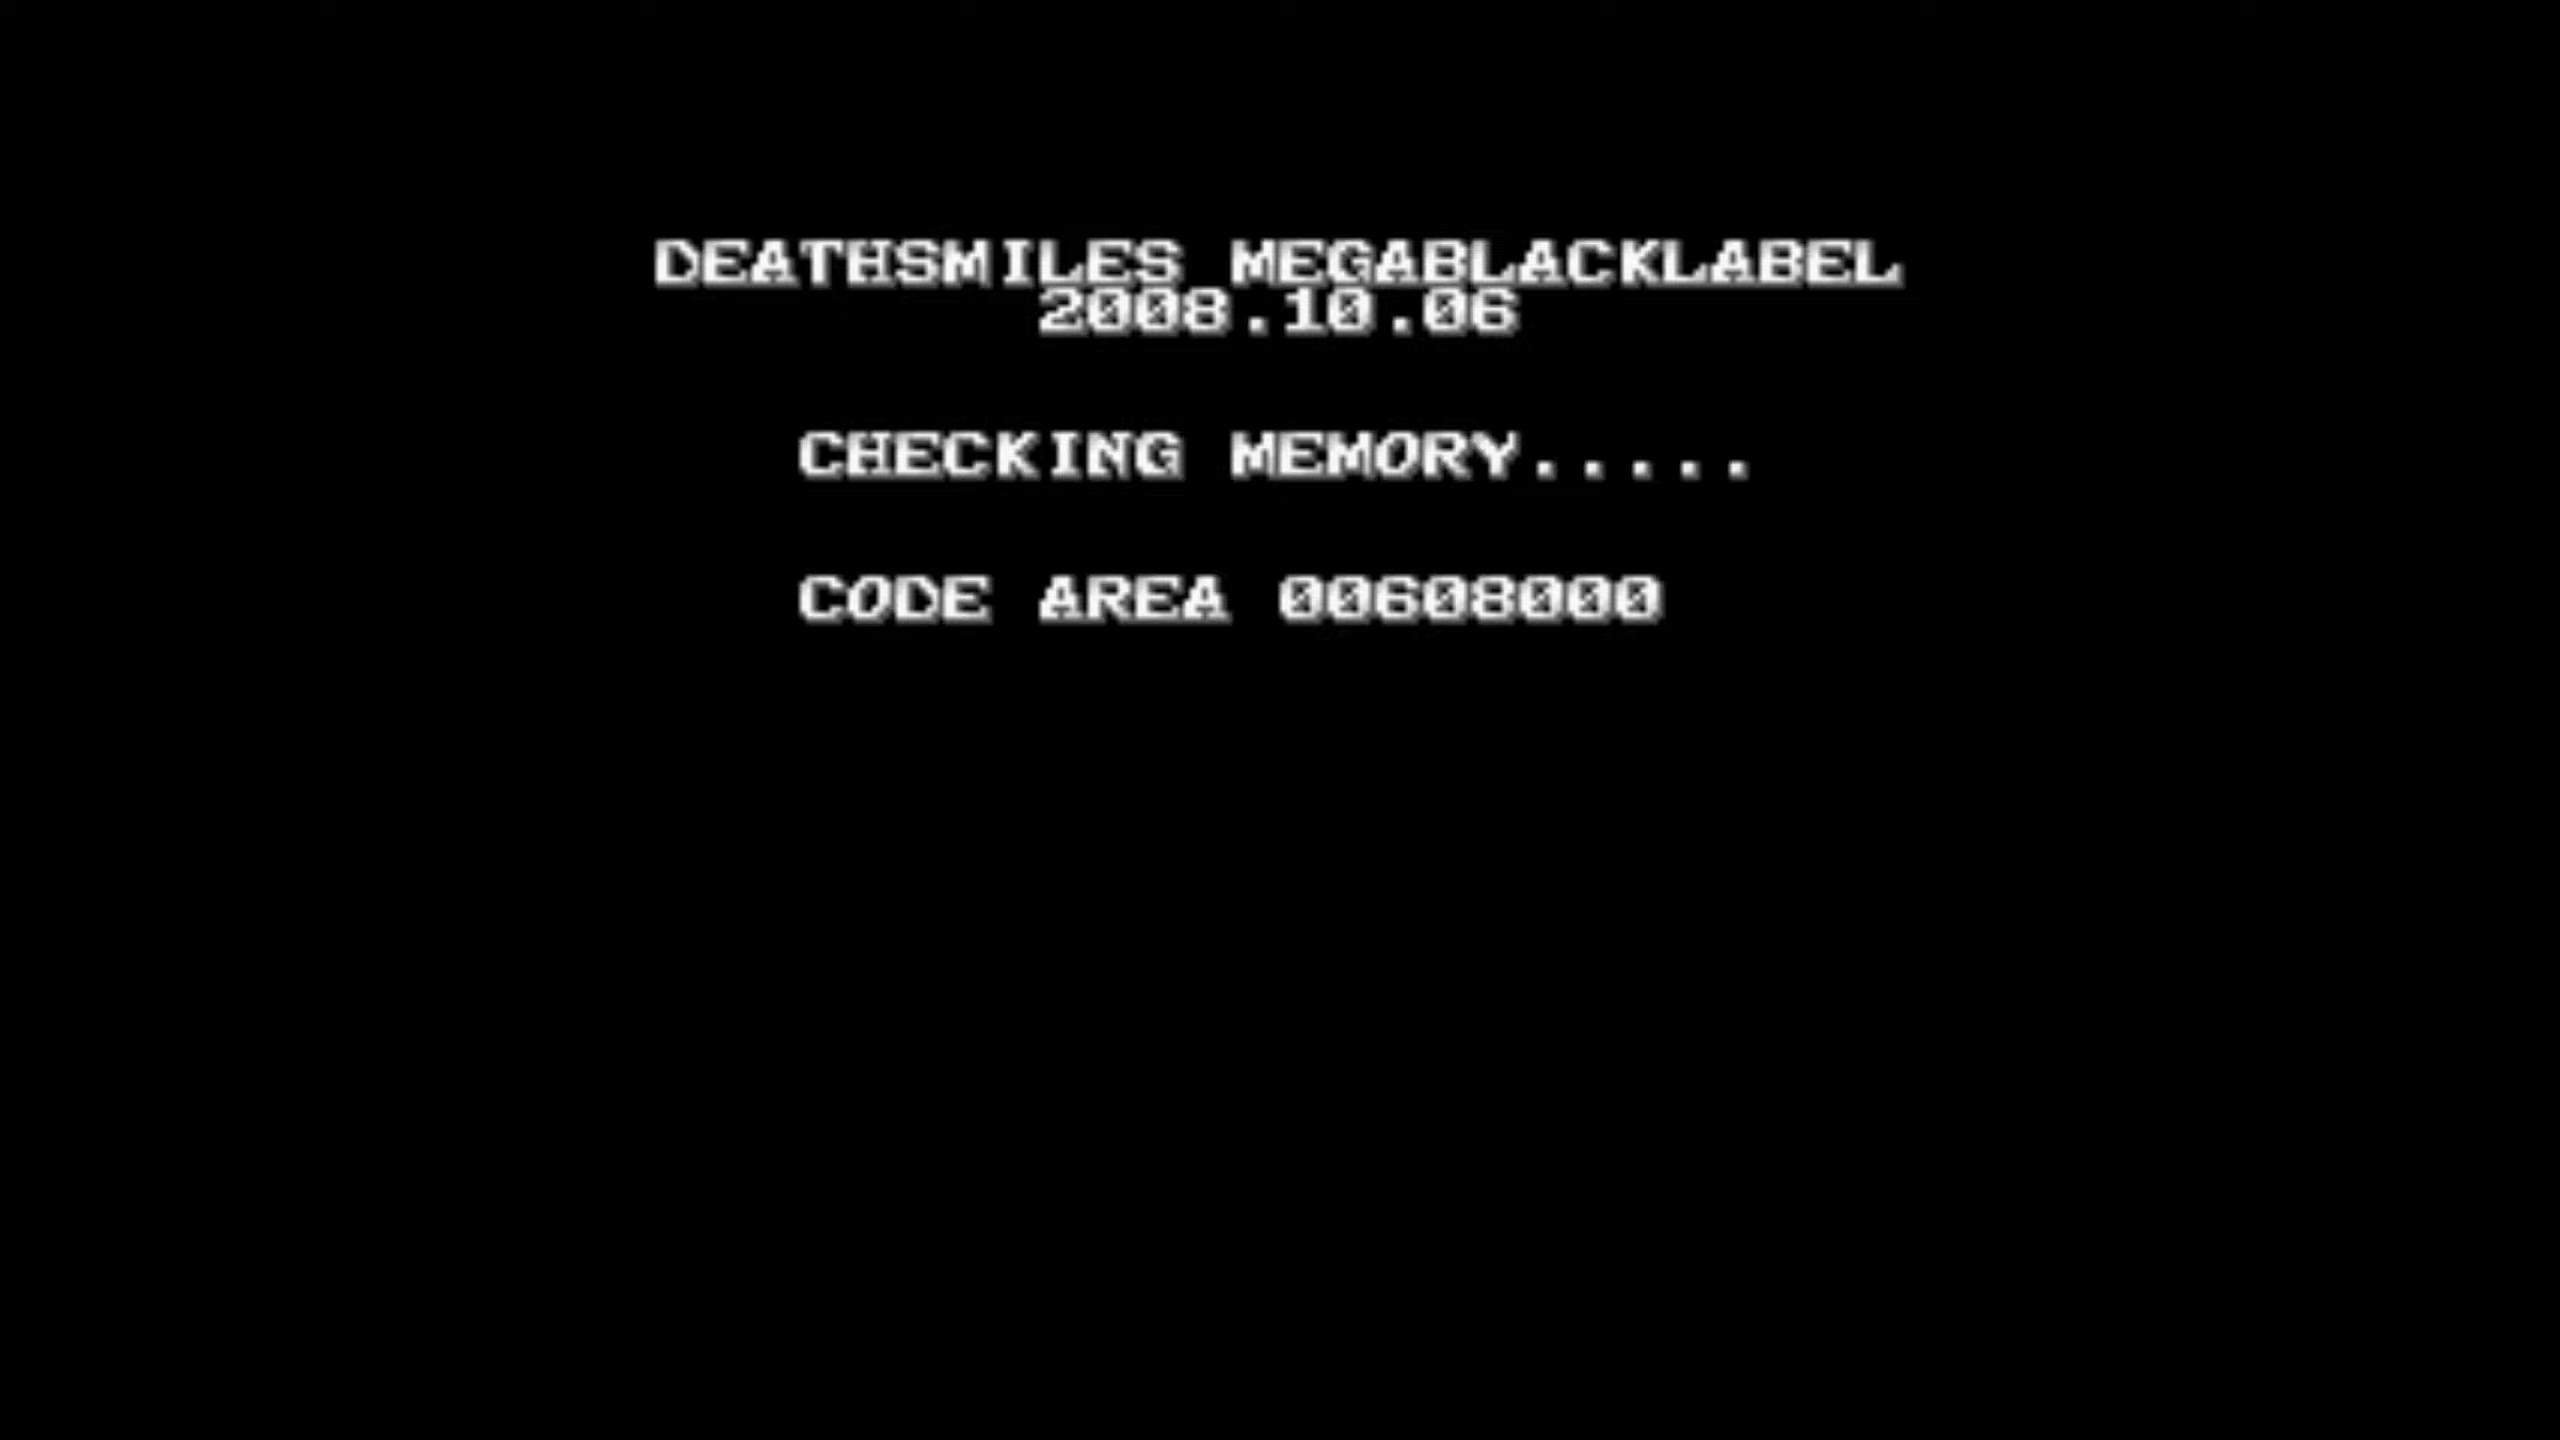 DEATHSMILES MEGABLACKLABEL
2008.10.06
CHECKING MEMORY.....
CODE AREA 00608000